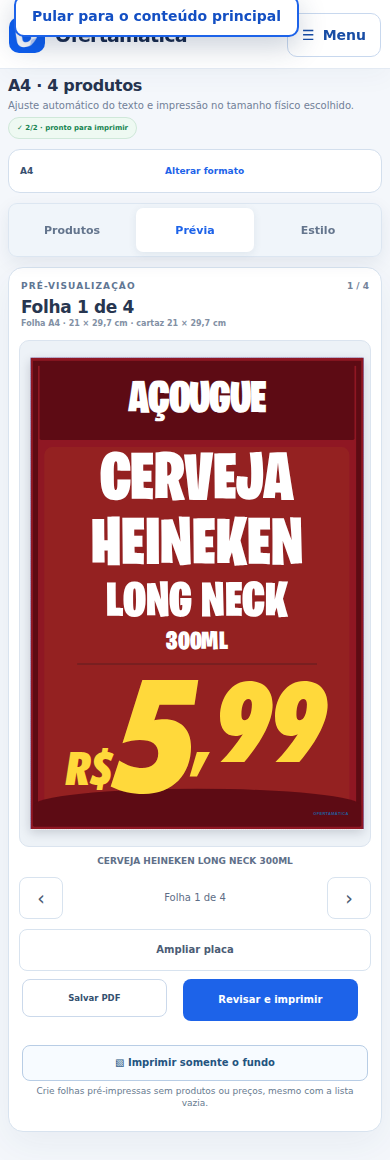 Pular para o conteúdo principal
Ofertamatica
☰ Menu
A4 · 4 produtos
Ajuste automático do texto e impressão no tamanho físico escolhido.
✓ 2/2 · pronto para imprimir
A4
Alterar formato
Produtos
Prévia
Estilo
PRÉ-VISUALIZAÇÃO
1 / 4
Folha 1 de 4
Folha A4 · 21 × 29,7 cm · cartaz 21 × 29,7 cm
AÇOUGUE
CERVEJA
HEINEKEN
LONG NECK
300ML
R$5,99
OFERTAMATICA
CERVEJA HEINEKEN LONG NECK 300ML
‹
Folha 1 de 4
›
Ampliar placa
Salvar PDF
Revisar e imprimir
▧ Imprimir somente o fundo
Crie folhas pré-impressas sem produtos ou preços, mesmo com a lista
vazia.